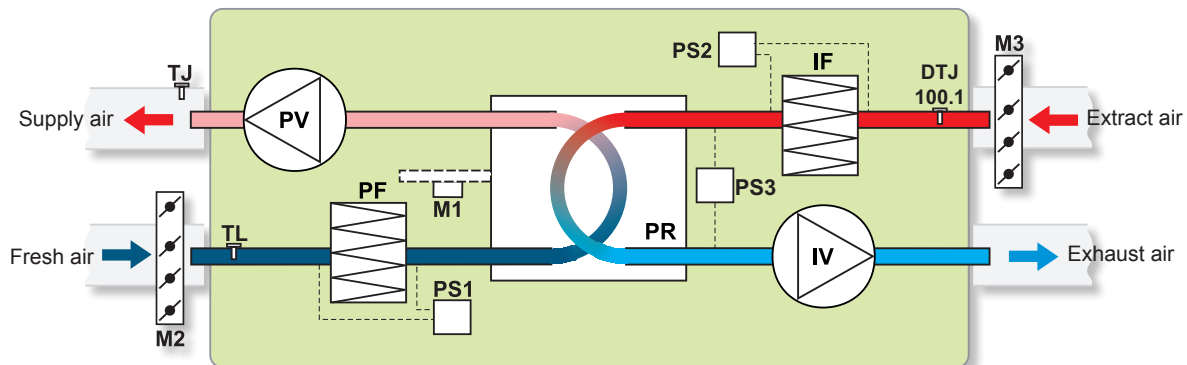 PS2
M3
IF
DTJ
100.1
TJ
Supply air
PV
Extract air
PS3
M1
PF
PR
TL
Fresh air
IV
Exhaust air
PS1
M2